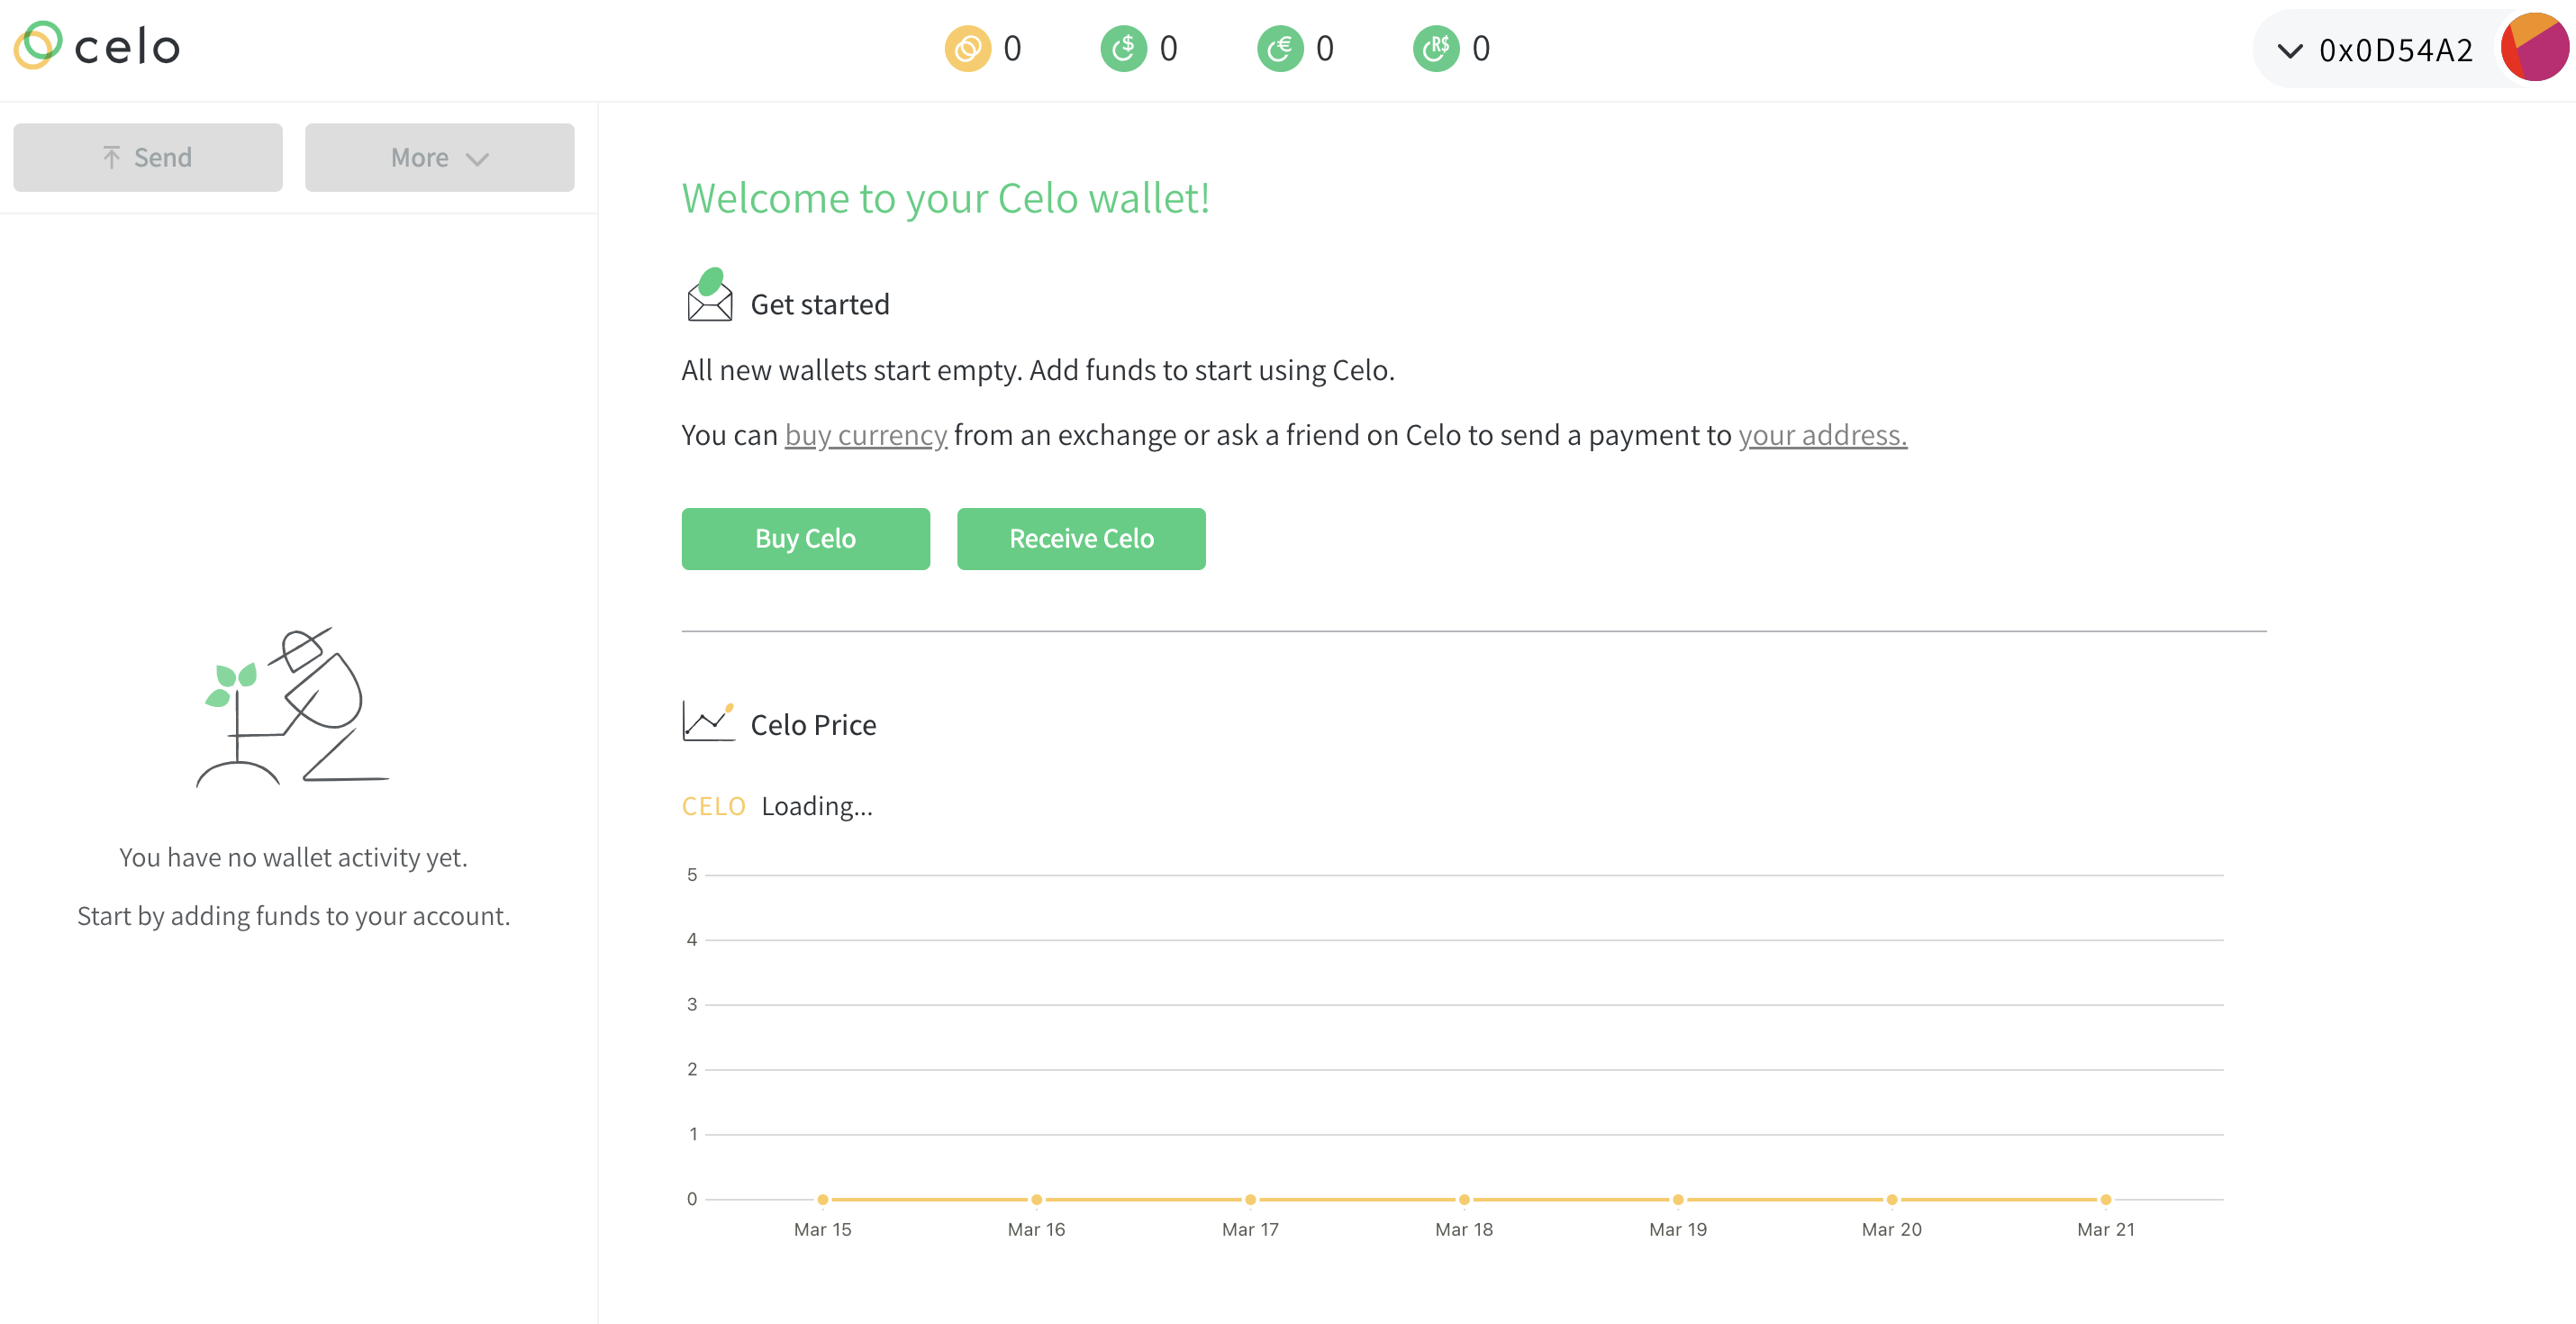 celo
0
$ 0
€ 0
R$ 0
0x0D54A2
Send
More
Welcome to your Celo wallet!
Get started
All new wallets start empty. Add funds to start using Celo.
You can buy currency from an exchange or ask a friend on Celo to send a payment to your address.
Buy Celo
Receive Celo
You have no wallet activity yet.
Start by adding funds to your account.
Celo Price
CELO Loading...
5
4
3
2
1
0
Mar 15 Mar 16 Mar 17 Mar 18 Mar 19 Mar 20 Mar 21